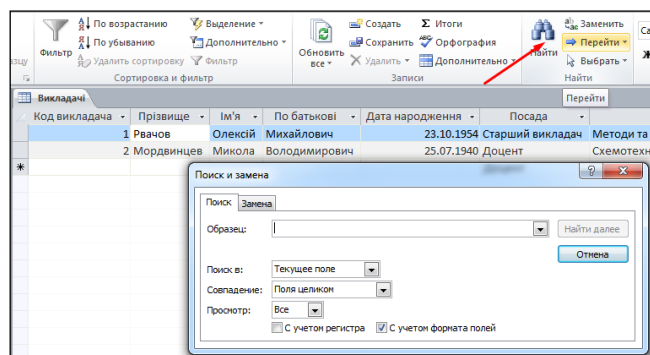 По возрастанию Выделение Создать Σ Итоги Заменить Ca
По убыванию Дополнительно Сохранить Орфография Перейти
азцу Фильтр Удалить сортировку Фильтр Обновить все Удалить Дополнительно Найти Выбрать Ж
Сортировка и фильтр Записи Найти
Викладачі Перейти
Код викладача Прізвище Ім'я По батькові Дата народження Посада
1 Рвачов Олексій Михайлович 23.10.1954 Старший викладач Методи та
2 Мордвинцев Микола Володимирович 25.07.1940 Доцент Схемотехн
Доцент
Поиск и замена
Поиск Замена
Образец: Найти далее
Отмена
Поиск в: Текущее поле
Совпадение: Поля целиком
Просмотр: Все
С учетом регистра С учетом формата полей